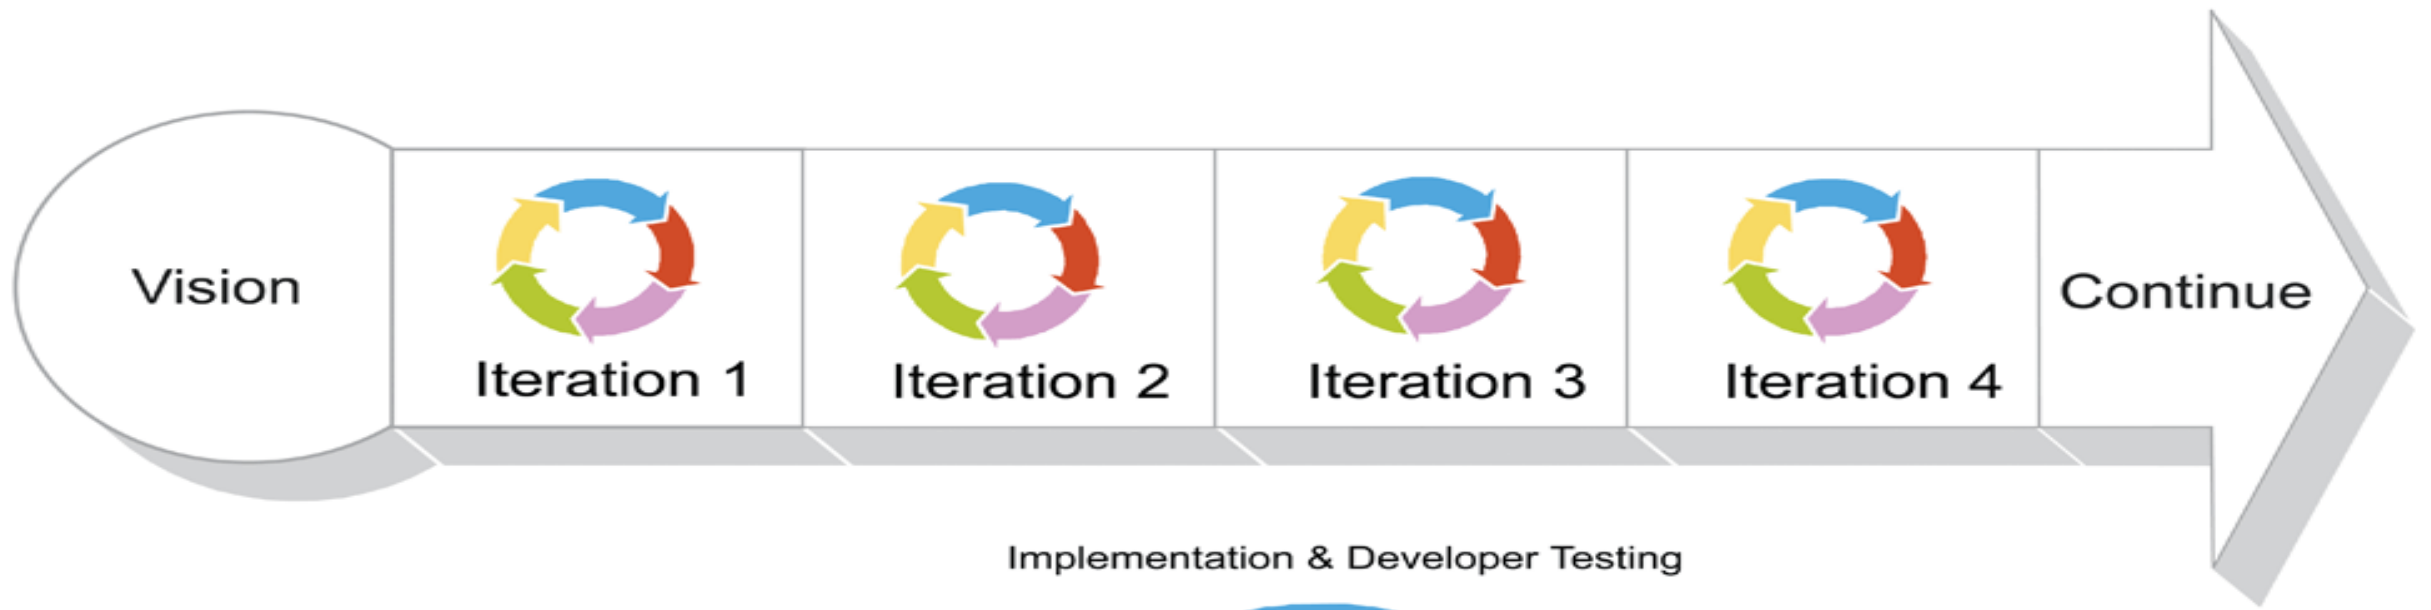 Vision
Iteration 1
Iteration 2
Iteration 3
Iteration 4
Continue
Implementation & Developer Testing